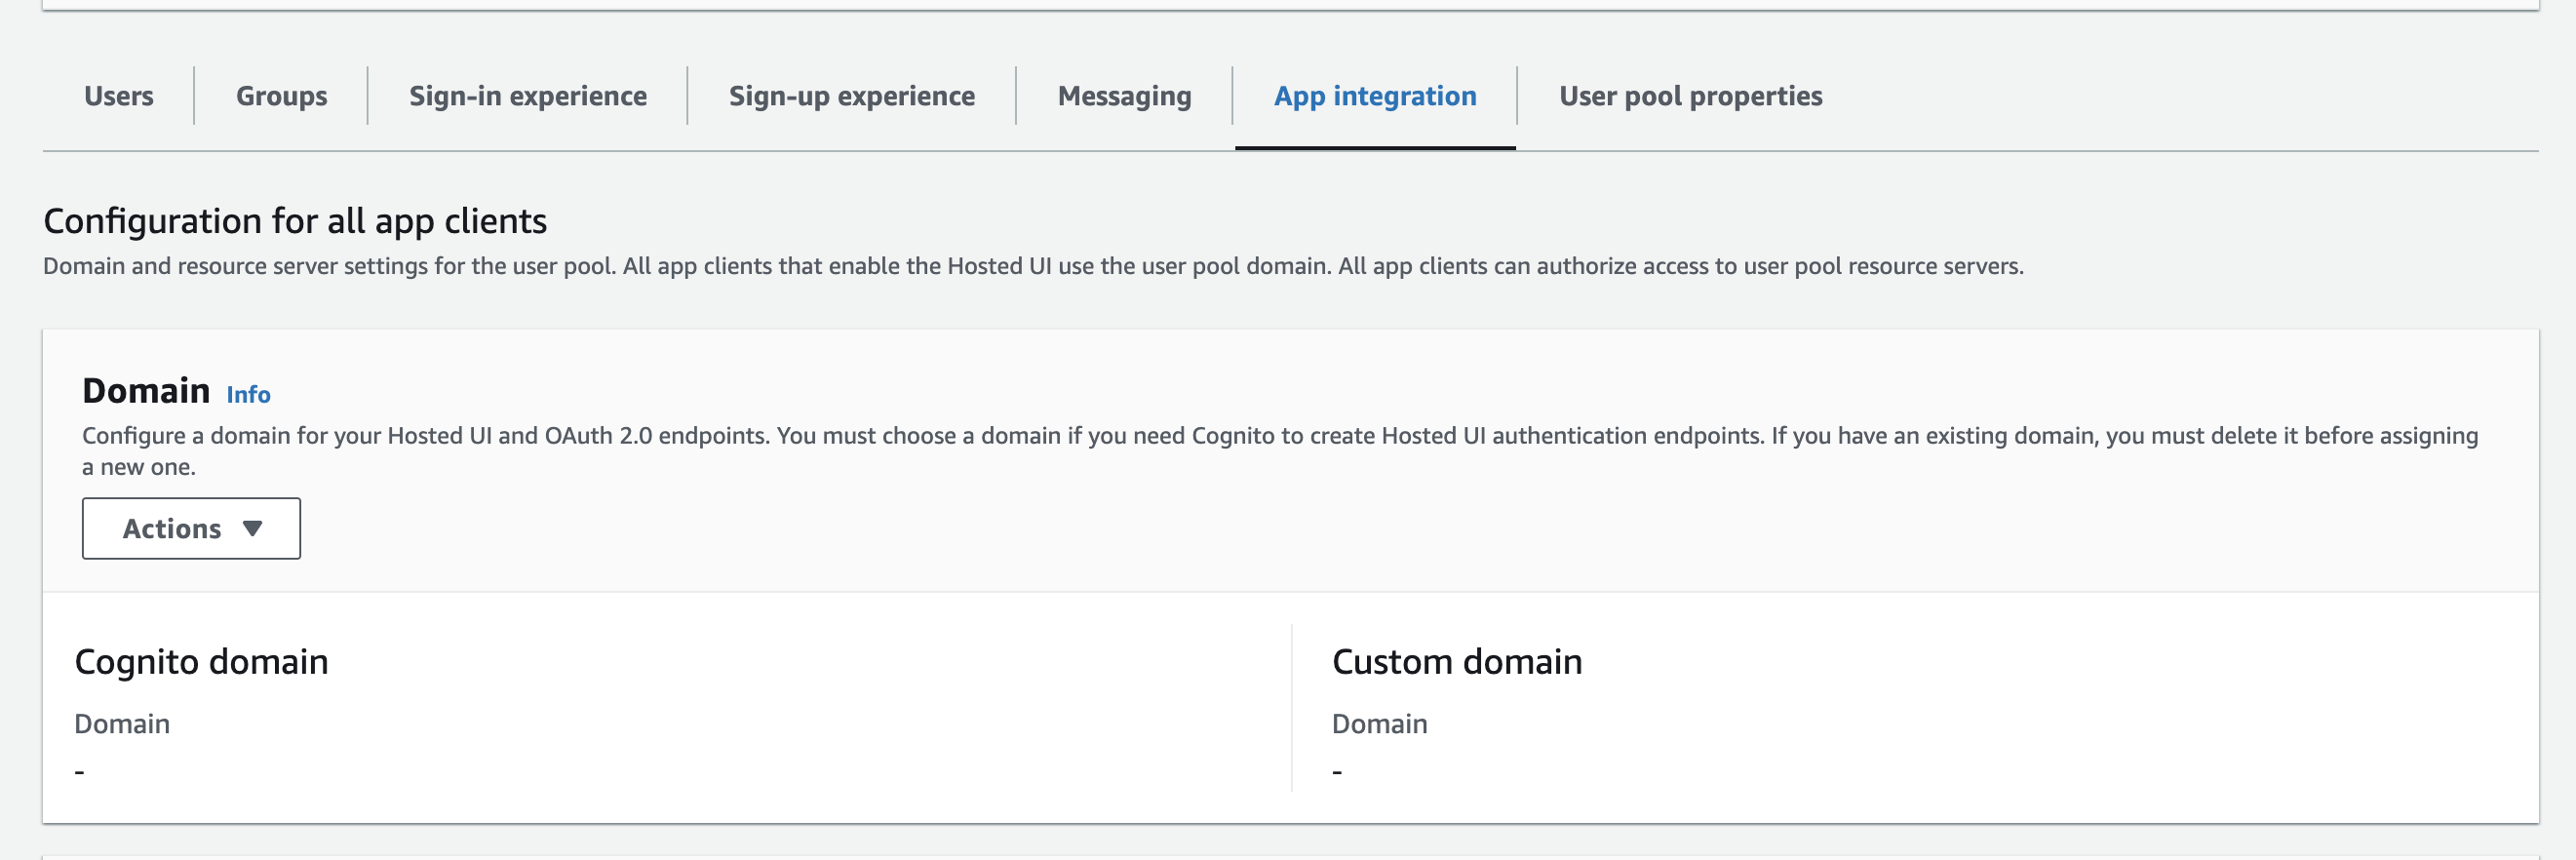 Users
Groups
Sign-in experience
Sign-up experience
Messaging
App integration
User pool properties
Configuration for all app clients
Domain and resource server settings for the user pool. All app clients that enable the Hosted UI use the user pool domain. All app clients can authorize access to user pool resource servers.
Domain Info
Configure a domain for your Hosted UI and OAuth 2.0 endpoints. You must choose a domain if you need Cognito to create Hosted UI authentication endpoints. If you have an existing domain, you must delete it before assigning
a new one.
Actions
Cognito domain
Domain
-
Custom domain
Domain
-